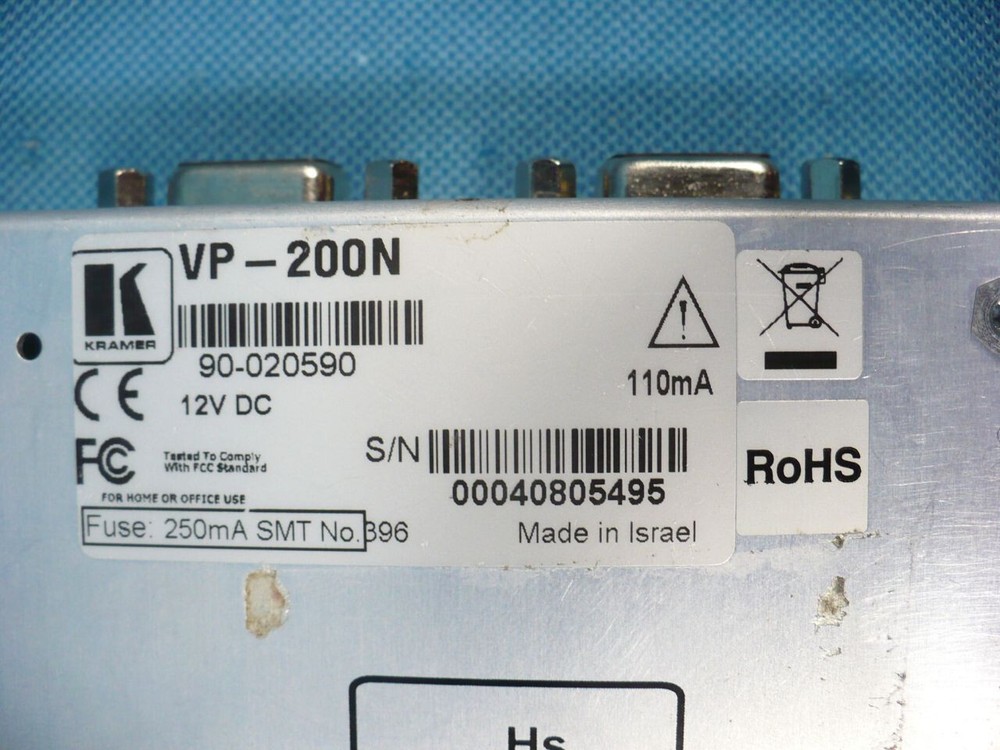 VP-200N
KRAMER
90-020590
12V DC
110mA
CE
FC
Tested To Comply
With FCC Standard
FOR HOME OR OFFICE USE
S/N
00040805495
Fuse: 250mA SMT No.396
Made in Israel
RoHS
Hs